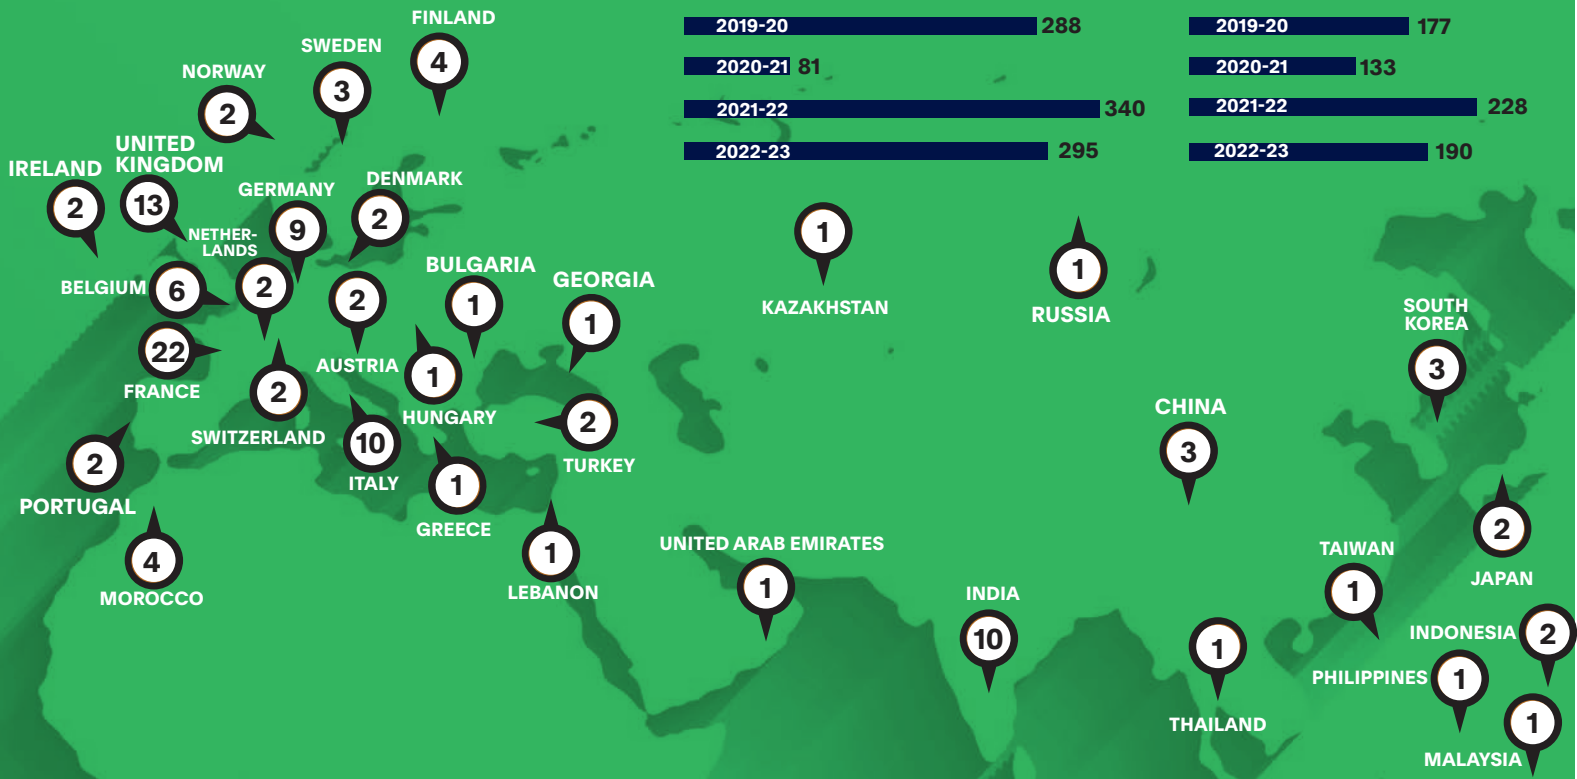 FINLAND
4
SWEDEN
3
NORWAY
2
UNITED
KINGDOM
13
IRELAND
2
GERMANY
9
DENMARK
2
NETHER-
LANDS
2
BELGIUM 6
FRANCE
22
AUSTRIA
2
BULGARIA
1
GEORGIA
1
SWITZERLAND
2
HUNGARY
1
ITALY
10
TURKEY
2
GREECE
1
PORTUGAL
2
MOROCCO
4
LEBANON
1
2019-20 288
2020-21 81
2021-22 340
2022-23 295
2019-20 177
2020-21 133
2021-22 228
2022-23 190
1
KAZAKHSTAN
1
RUSSIA
SOUTH
KOREA
3
CHINA
3
UNITED ARAB EMIRATES
1
INDIA
10
1
THAILAND
TAIWAN
1
2
JAPAN
INDONESIA 2
PHILIPPINES 1
1
MALAYSIA